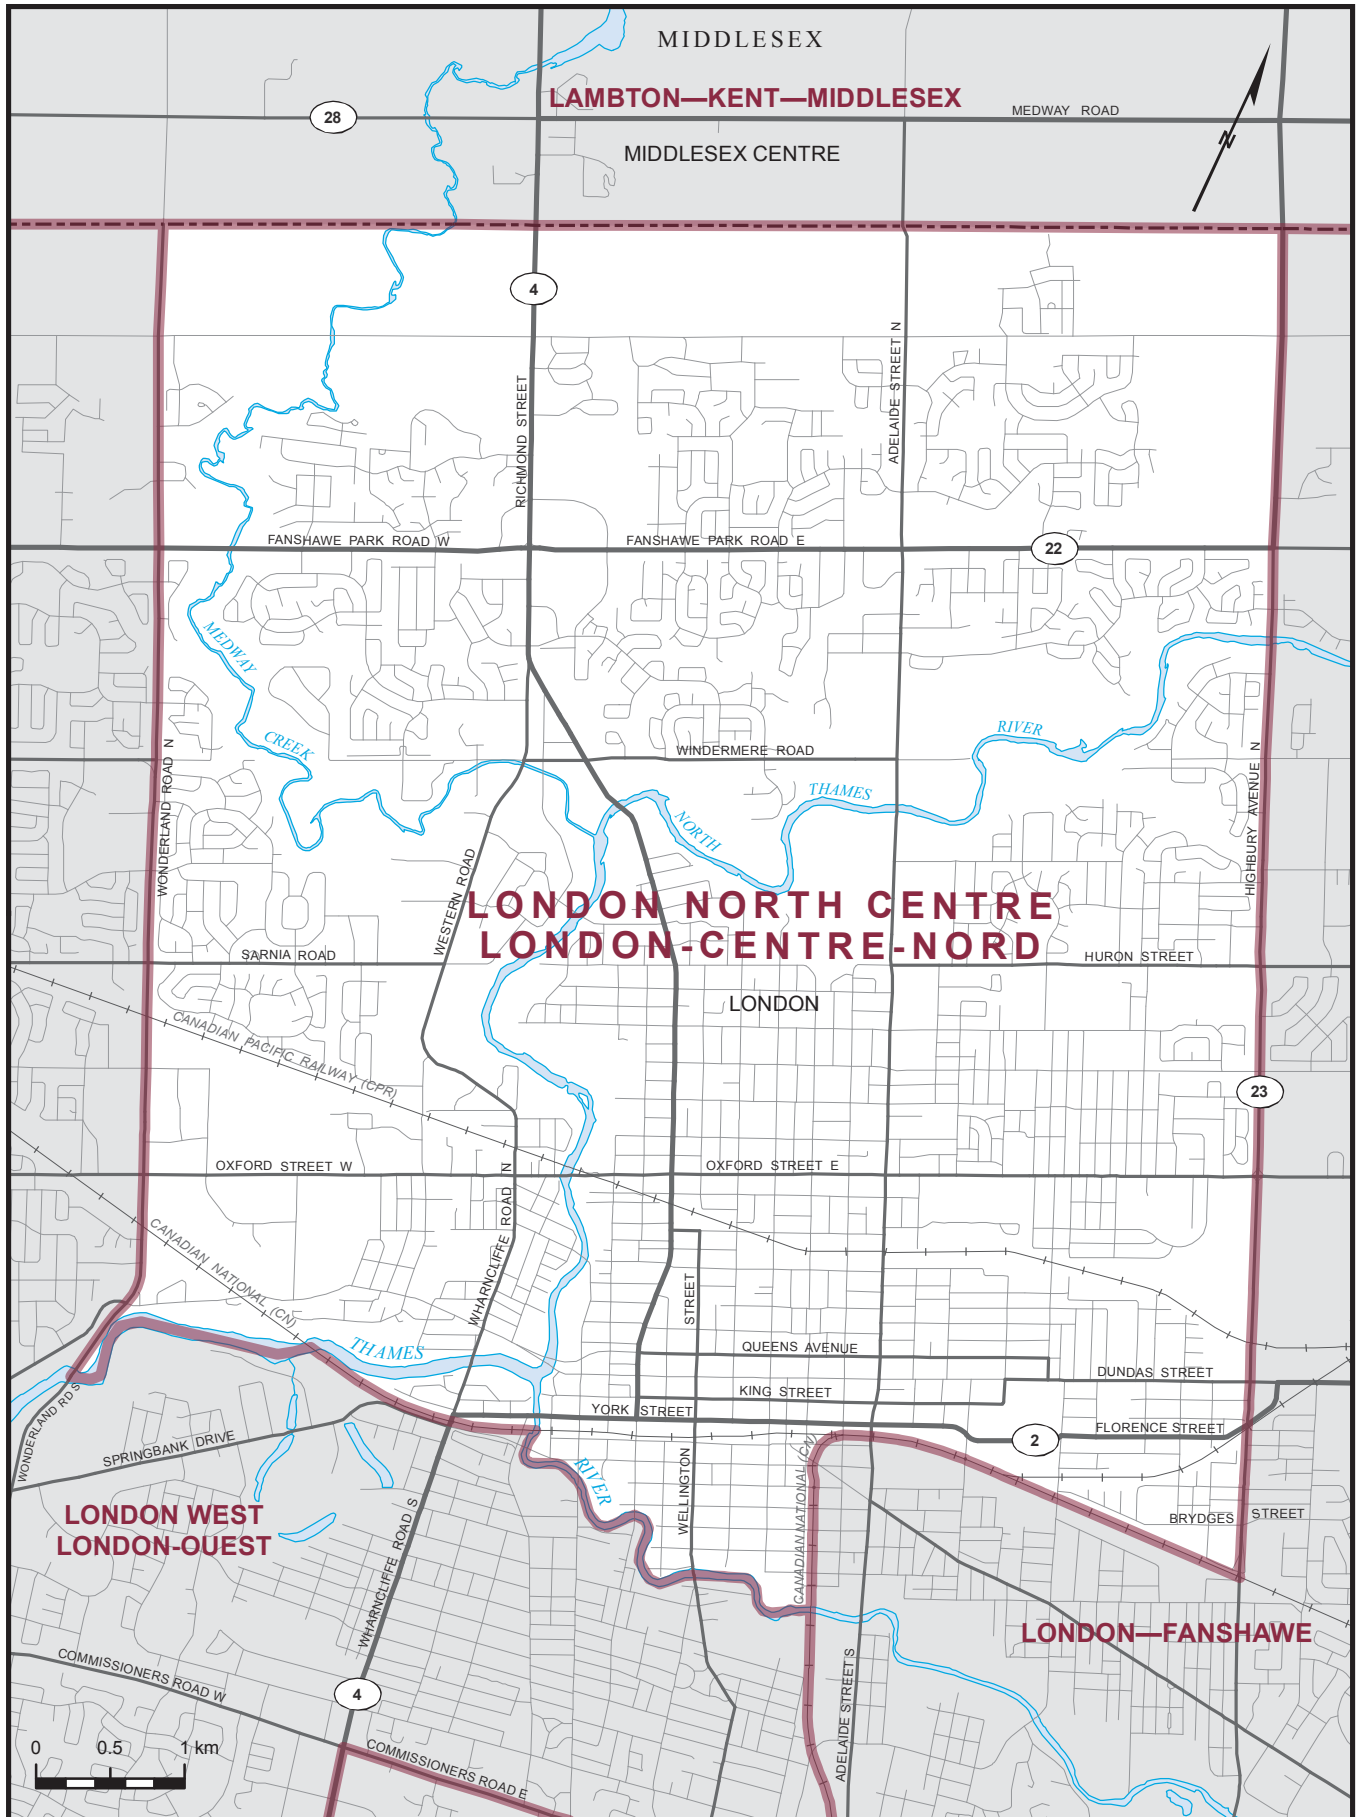 MIDDLESEX
LAMBTON—KENT—MIDDLESEX
MEDWAY ROAD
28
MIDDLESEX CENTRE
N
4
ADELAIDE STREET N
RICHMOND STREET
FANSHAWE PARK ROAD W
FANSHAWE PARK ROAD E
22
MEDWAY
CREEK
RIVER
WINDERMERE ROAD
WONDERLAND ROAD N
HIGHBURY AVENUE N
THAMES
NORTH
WESTERN ROAD
LONDON NORTH CENTRE
LONDON-CENTRE-NORD
SARNIA ROAD
HURON STREET
LONDON
CANADIAN PACIFIC RAILWAY (CPR)
23
OXFORD STREET W
OXFORD STREET E
WHARNCLIFFE ROAD N
CANADIAN NATIONAL (CN)
STREET
THAMES
QUEENS AVENUE
DUNDAS STREET
KING STREET
YORK STREET
FLORENCE STREET
2
WONDERLAND RD S
SPRINGBANK DRIVE
RIVER
WELLINGTON
CANADIAN NATIONAL (CN)
BRYDGES STREET
LONDON WEST
LONDON-OUEST
WHARNCLIFFE ROAD S
LONDON—FANSHAWE
COMMISSIONERS ROAD W
4
ADELAIDE STREET S
COMMISSIONERS ROAD E
0 0.5 1 km